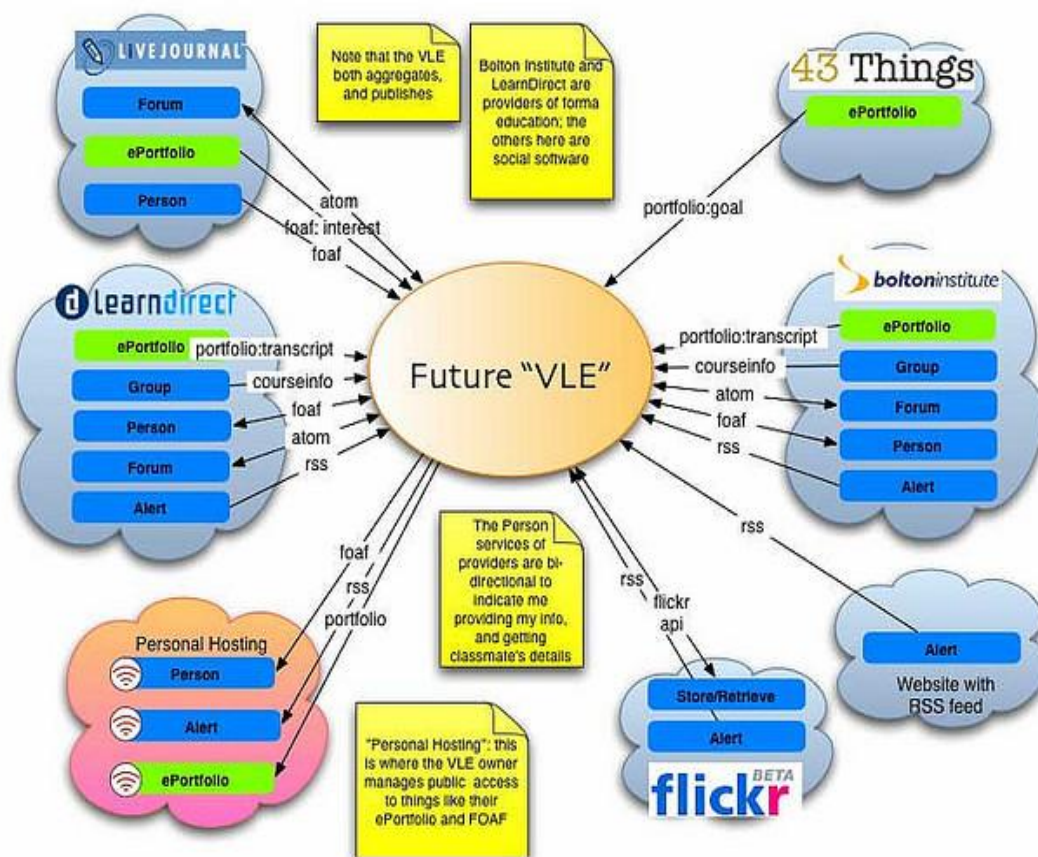 LIVEJOURNAL
Forum
ePortfolio
Person
atom
foaf: interest
foaf
Note that the VLE
both aggregates,
and publishes
Bolton Institute and
LearnDirect are
providers of forma
education; the
others here are
social software
43 Things
ePortfolio
portfolio:goal
learndirect
ePortfolio
Group
Person
Forum
Alert
portfolio:transcript
courseinfo
foaf
atom
rss
Future "VLE"
boltoninstitute
ePortfolio
Group
Forum
Person
Alert
portfolio:transcript
courseinfo
atom
foaf
rss
foaf
rss
portfolio
Personal Hosting
Person
Alert
ePortfolio
The Person
services of
providers are bi-
directional to
indicate me
providing my info,
and getting
classmate's details
"Personal Hosting": this
is where the VLE owner
manages public access
to things like their
ePortfolio and FOAF
rss
flickr
api
Store/Retrieve
Alert
flickr
BETA
rss
Alert
Website with
RSS feed